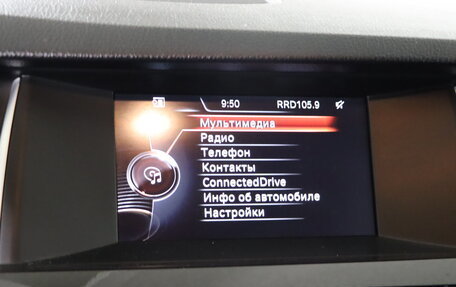 9:50 RRD105.9
Мультимедиа
Радио
Телефон
Контакты
ConnectedDrive
Инфо об автомобиле
Настройки